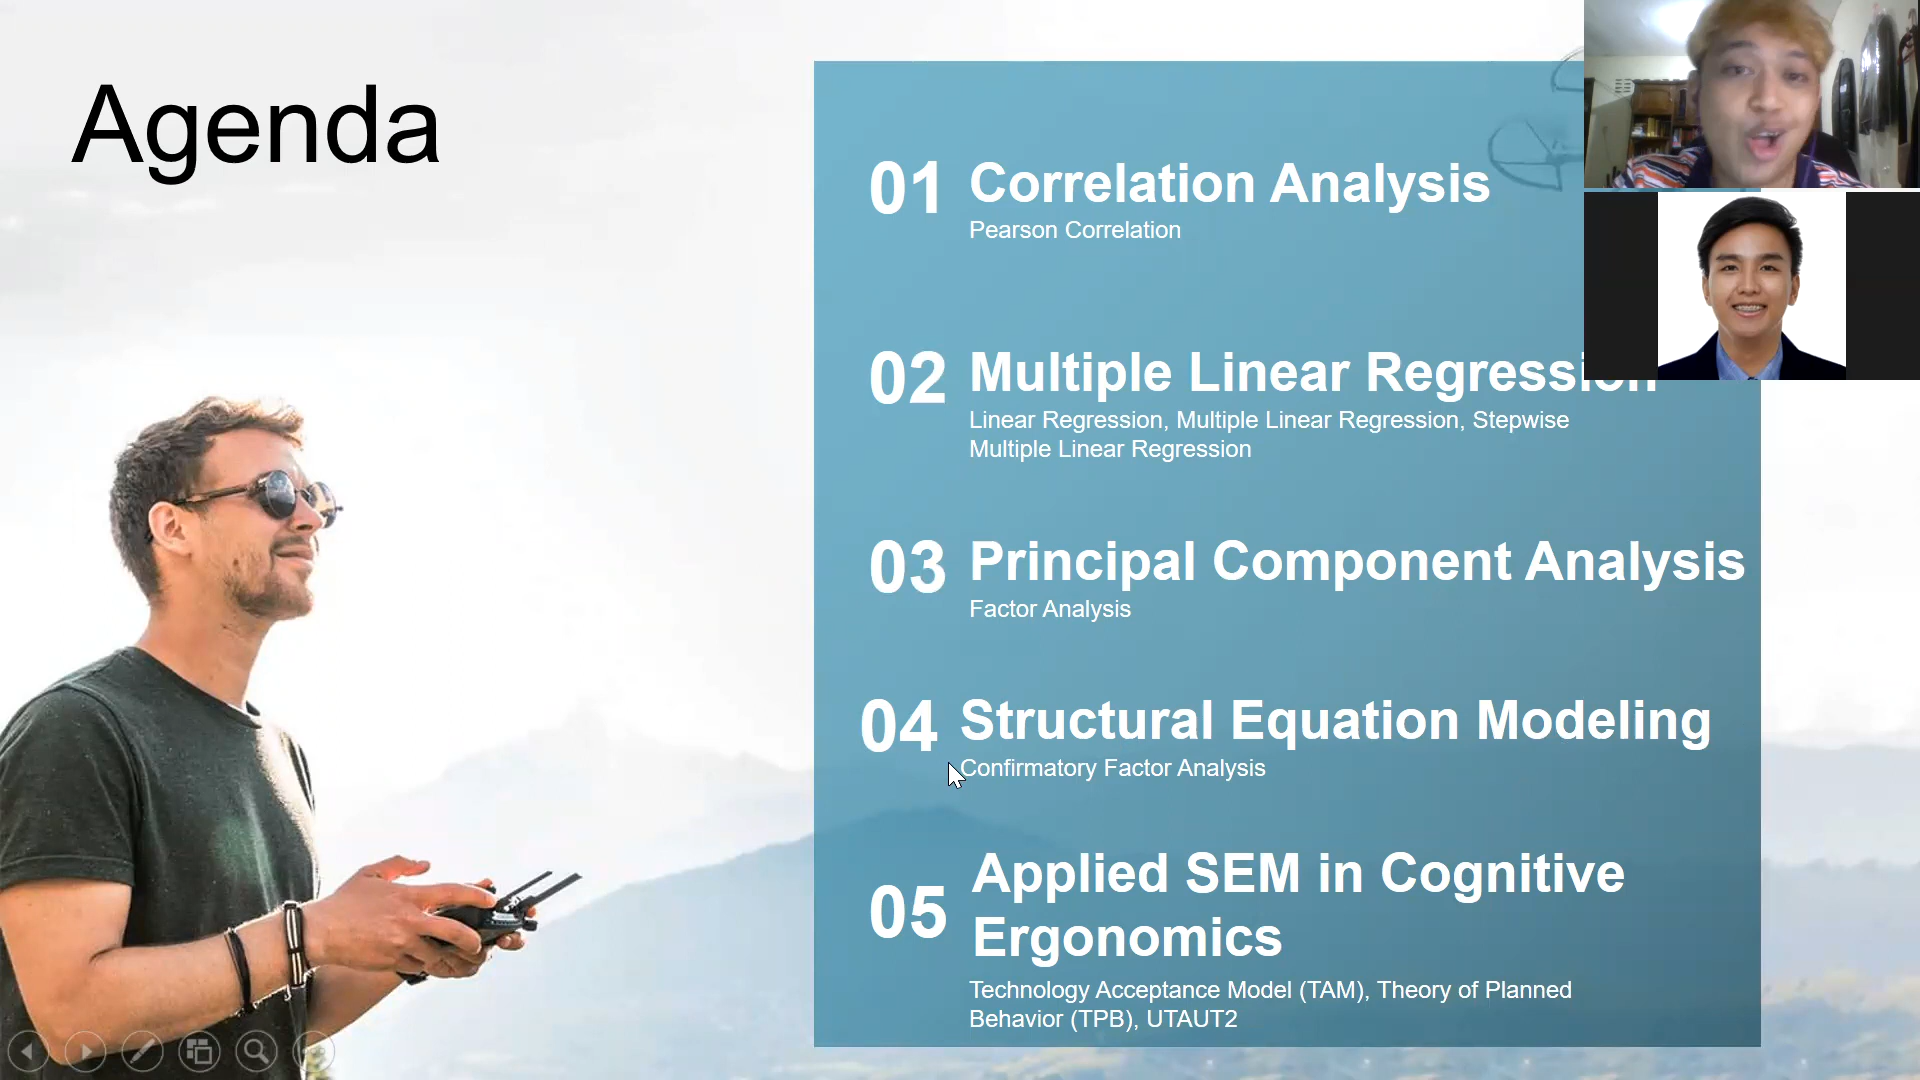 Agenda
01 Correlation Analysis
Pearson Correlation
02 Multiple Linear Regression
Linear Regression, Multiple Linear Regression, Stepwise
Multiple Linear Regression
03 Principal Component Analysis
Factor Analysis
04 Structural Equation Modeling
Confirmatory Factor Analysis
05 Applied SEM in Cognitive
Ergonomics
Technology Acceptance Model (TAM), Theory of Planned
Behavior (TPB), UTAUT2